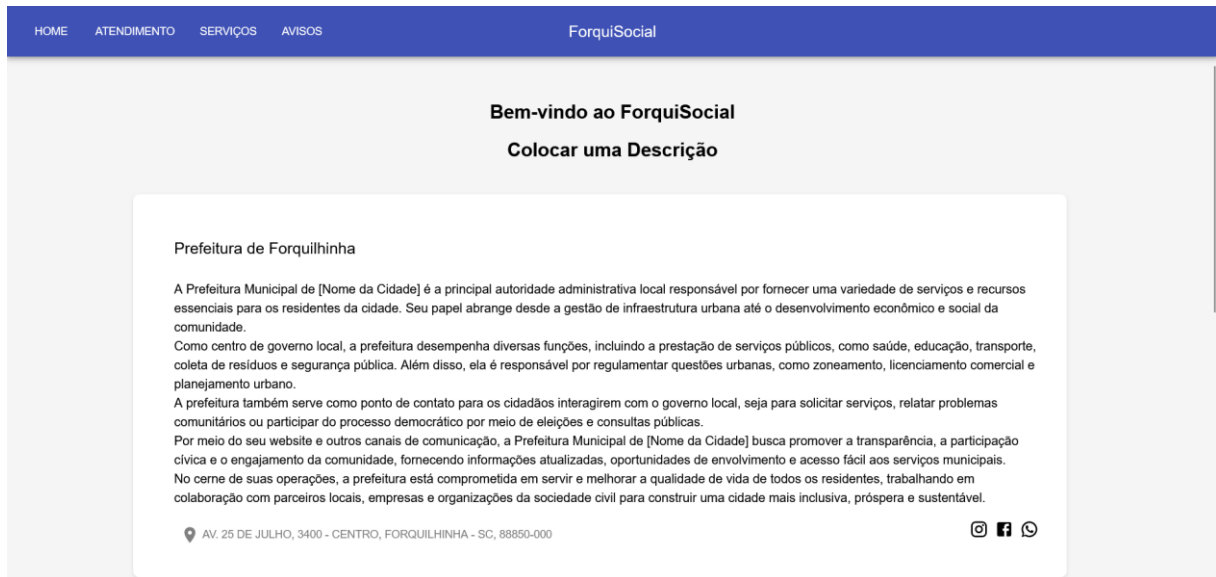 HOME ATENDIMENTO SERVIÇOS AVISOS ForquiSocial
Bem-vindo ao ForquiSocial
Colocar uma Descrição
Prefeitura de Forquilhinha
A Prefeitura Municipal de [Nome da Cidade] é a principal autoridade administrativa local responsável por fornecer uma variedade de serviços e recursos
essenciais para os residentes da cidade. Seu papel abrange desde a gestão de infraestrutura urbana até o desenvolvimento econômico e social da
comunidade.
Como centro de governo local, a prefeitura desempenha diversas funções, incluindo a prestação de serviços públicos, como saúde, educação, transporte,
coleta de resíduos e segurança pública. Além disso, ela é responsável por regulamentar questões urbanas, como zoneamento, licenciamento comercial e
planejamento urbano.
A prefeitura também serve como ponto de contato para os cidadãos interagirem com o governo local, seja para solicitar serviços, relatar problemas
comunitários ou participar do processo democrático por meio de eleições e consultas públicas.
Por meio do seu website e outros canais de comunicação, a Prefeitura Municipal de [Nome da Cidade] busca promover a transparência, a participação
cívica e o engajamento da comunidade, fornecendo informações atualizadas, oportunidades de envolvimento e acesso fácil aos serviços municipais.
No cerne de suas operações, a prefeitura está comprometida em servir e melhorar a qualidade de vida de todos os residentes, trabalhando em
colaboração com parceiros locais, empresas e organizações da sociedade civil para construir uma cidade mais inclusiva, próspera e sustentável.
AV. 25 DE JULHO, 3400 - CENTRO, FORQUILHINHA - SC, 88850-000